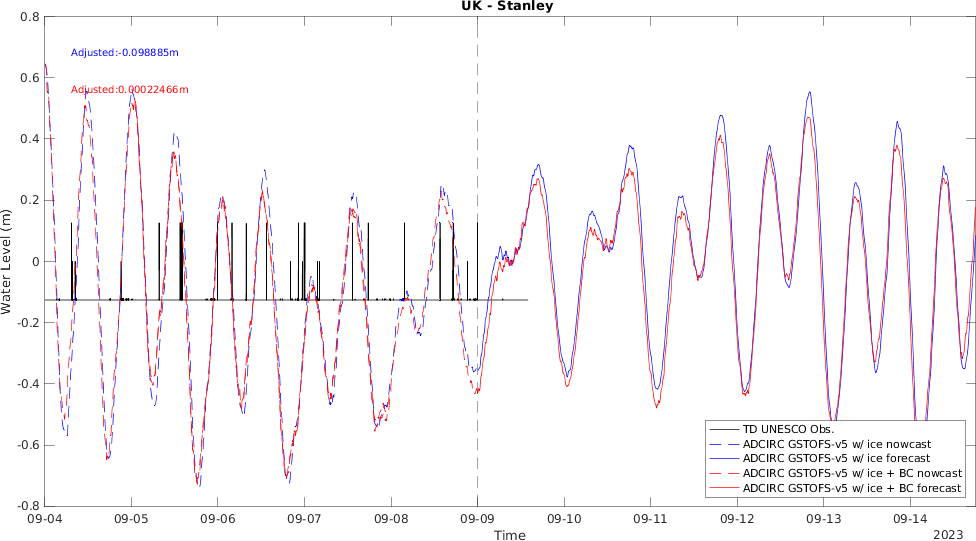 UK - Stanley
Adjusted:-0.098885m
Adjusted:0.00022466m
Water Level (m)
0.8
0.6
0.4
0.2
0
-0.2
-0.4
-0.6
-0.8
TD UNESCO Obs.
ADCIRC GSTOFS-v5 w/ ice nowcast
ADCIRC GSTOFS-v5 w/ ice forecast
ADCIRC GSTOFS-v5 w/ ice + BC nowcast
ADCIRC GSTOFS-v5 w/ ice + BC forecast
09-04 09-05 09-06 09-07 09-08 09-09 09-10 09-11 09-12 09-13 09-14
Time
2023